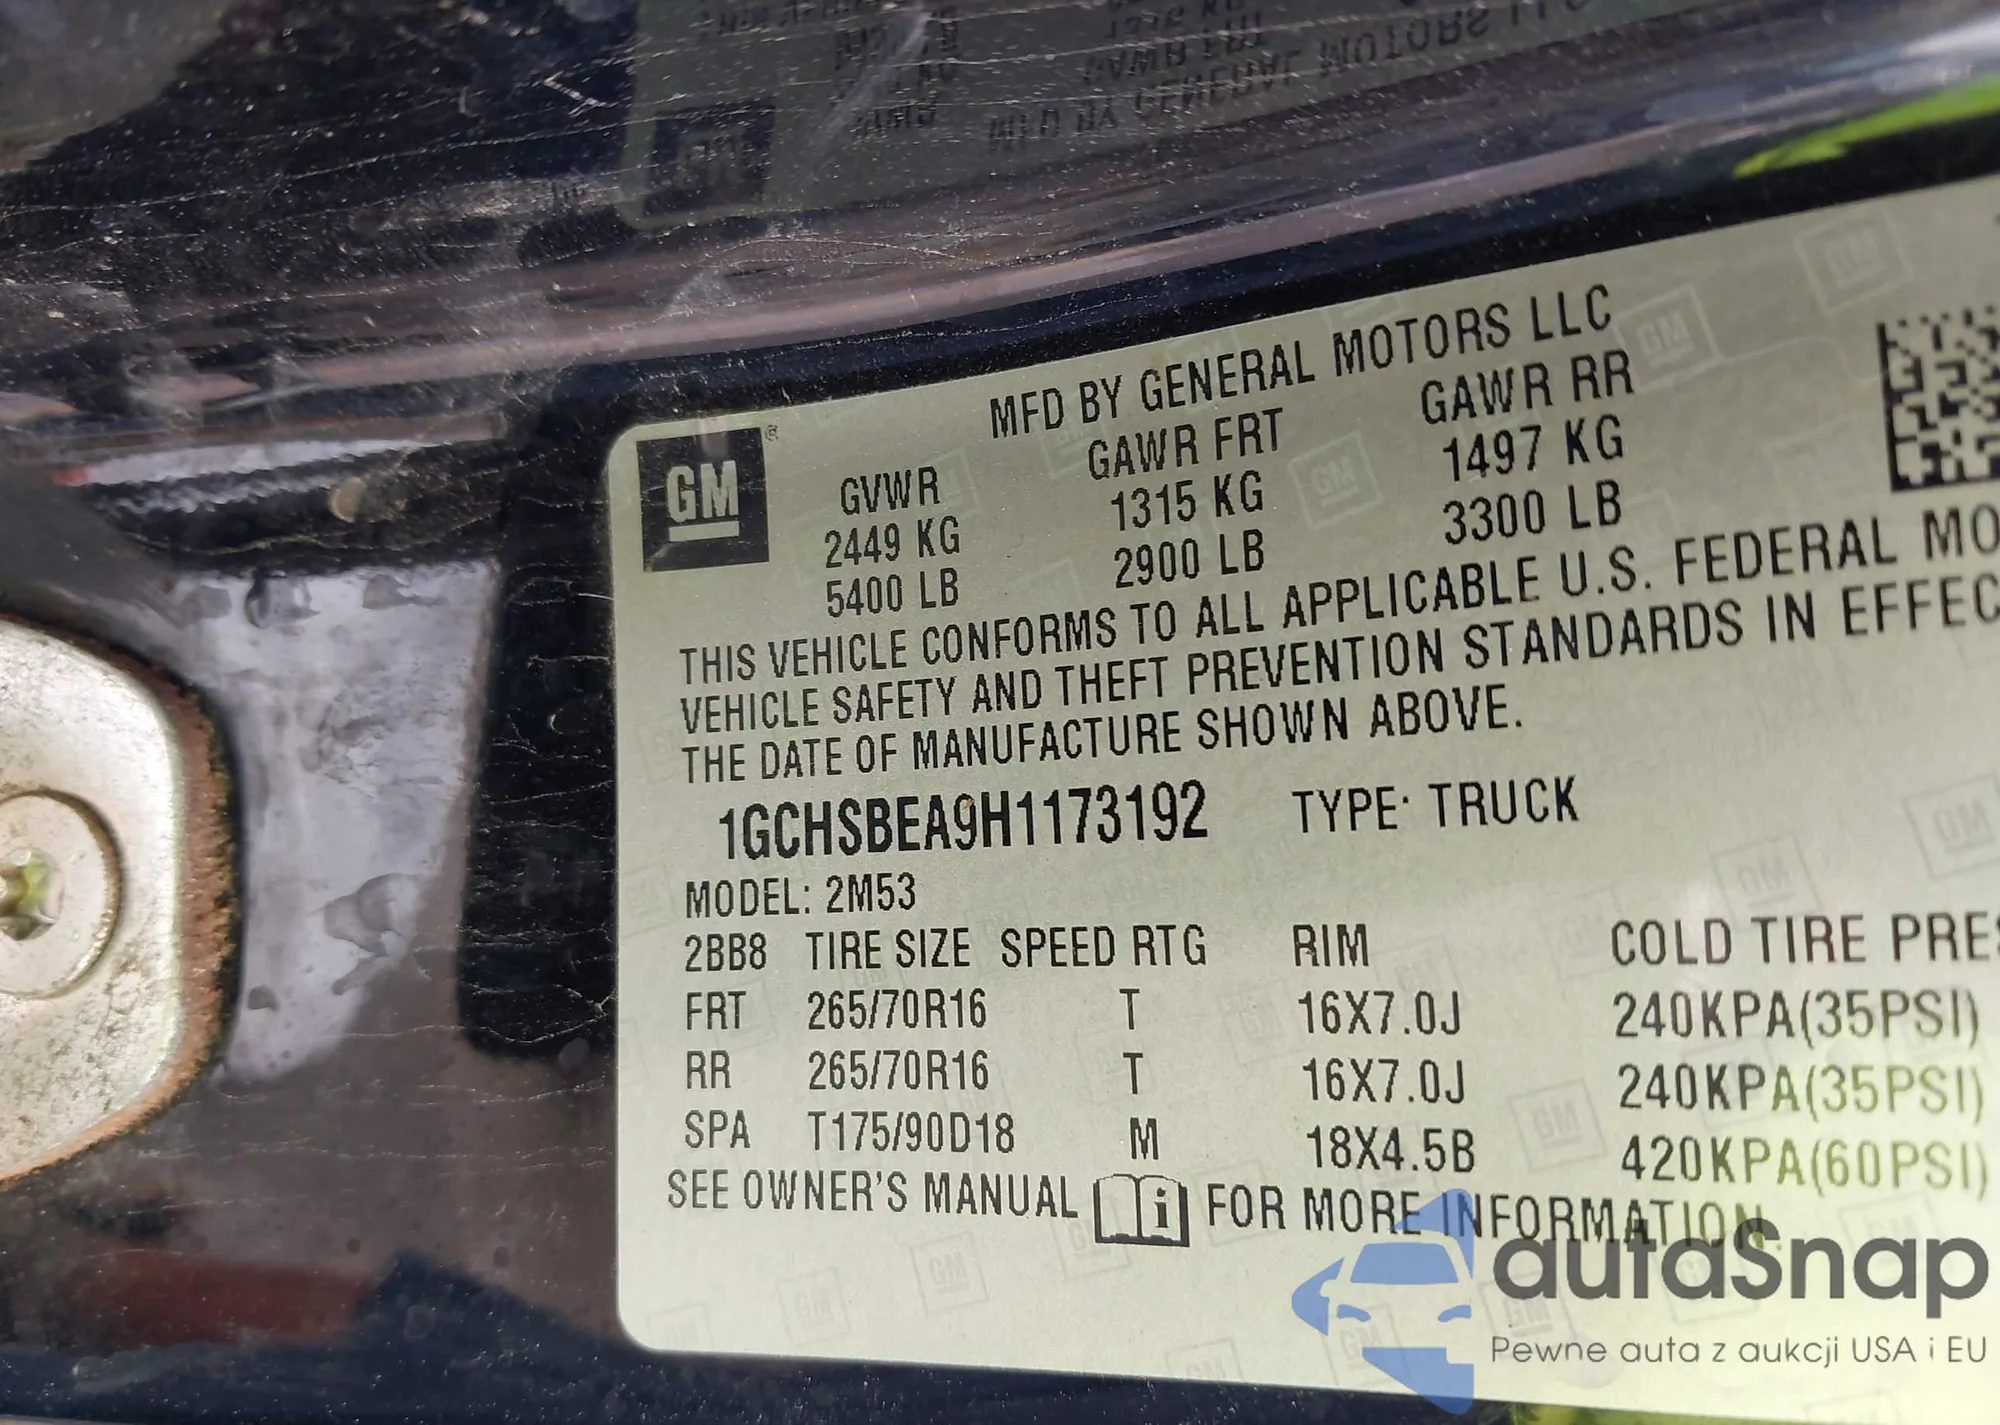 MFD BY GENERAL MOTORS LLC
GM ®
GVWR GAWR FRT GAWR RR
2449 KG 1315 KG 1497 KG
5400 LB 2900 LB 3300 LB
THIS VEHICLE CONFORMS TO ALL APPLICABLE U.S. FEDERAL MO
VEHICLE SAFETY AND THEFT PREVENTION STANDARDS IN EFFEC
THE DATE OF MANUFACTURE SHOWN ABOVE.
1GCHSBEA9H1173192 TYPE: TRUCK
MODEL: 2M53
2BB8 TIRE SIZE SPEED RTG RIM COLD TIRE PRES
FRT 265/70R16 T 16X7.0J 240KPA(35PSI)
RR 265/70R16 T 16X7.0J 240KPA(35PSI)
SPA T175/90D18 M 18X4.5B 420KPA(60PSI)
SEE OWNER'S MANUAL i FOR MORE INFORMATION.
autaSnap
Pewne auta z aukcji USA i EU